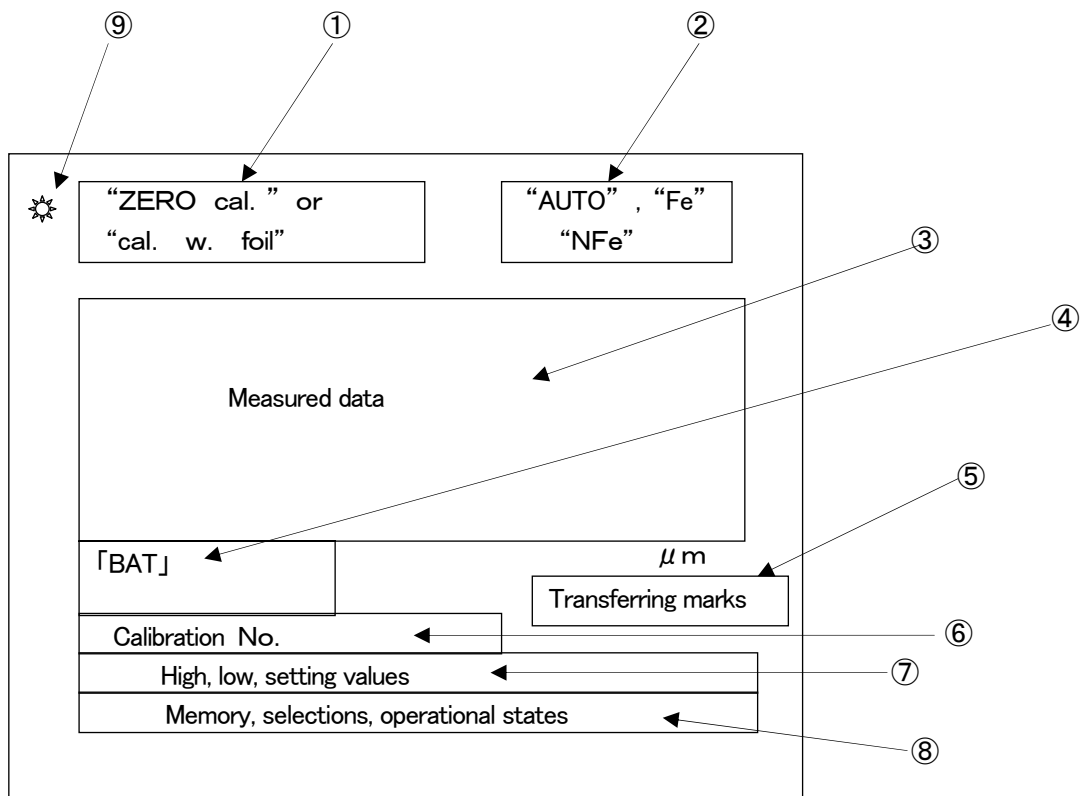 ⑨ ① ②
“ZERO cal. ” or
“cal. w. foil”
“AUTO” , “Fe”
“NFe”
③
④
Measured data
⑤
「BAT」
μm
Transferring marks
Calibration No.
⑥
High, low, setting values
⑦
Memory, selections, operational states
⑧